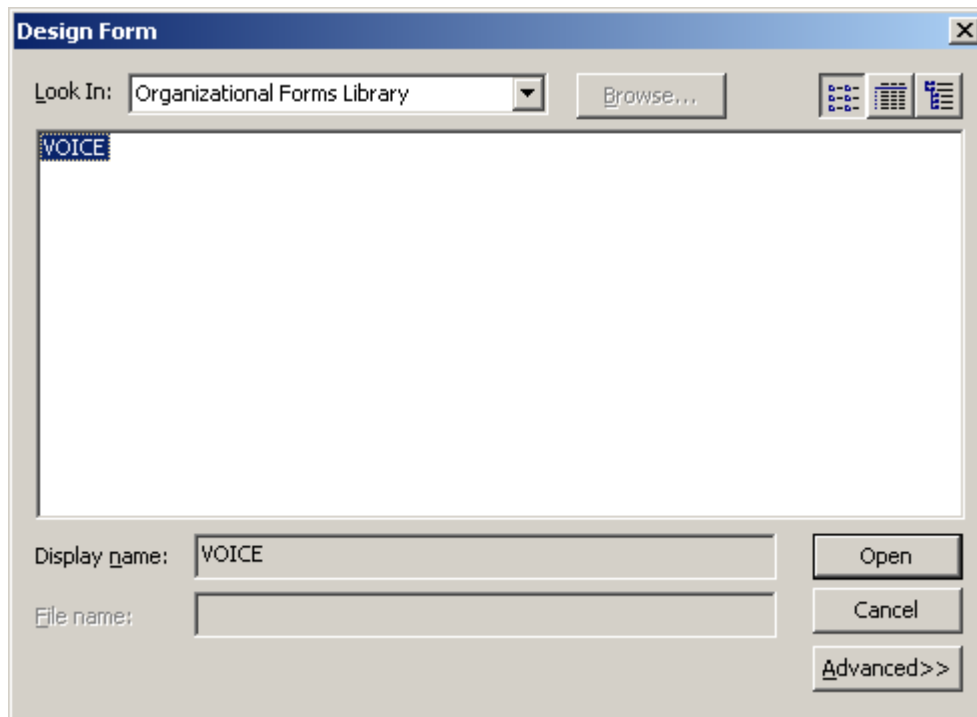 Design Form
Look In: Organizational Forms Library Browse...
VOICE
Display name: VOICE Open
File name: Cancel
Advanced>>